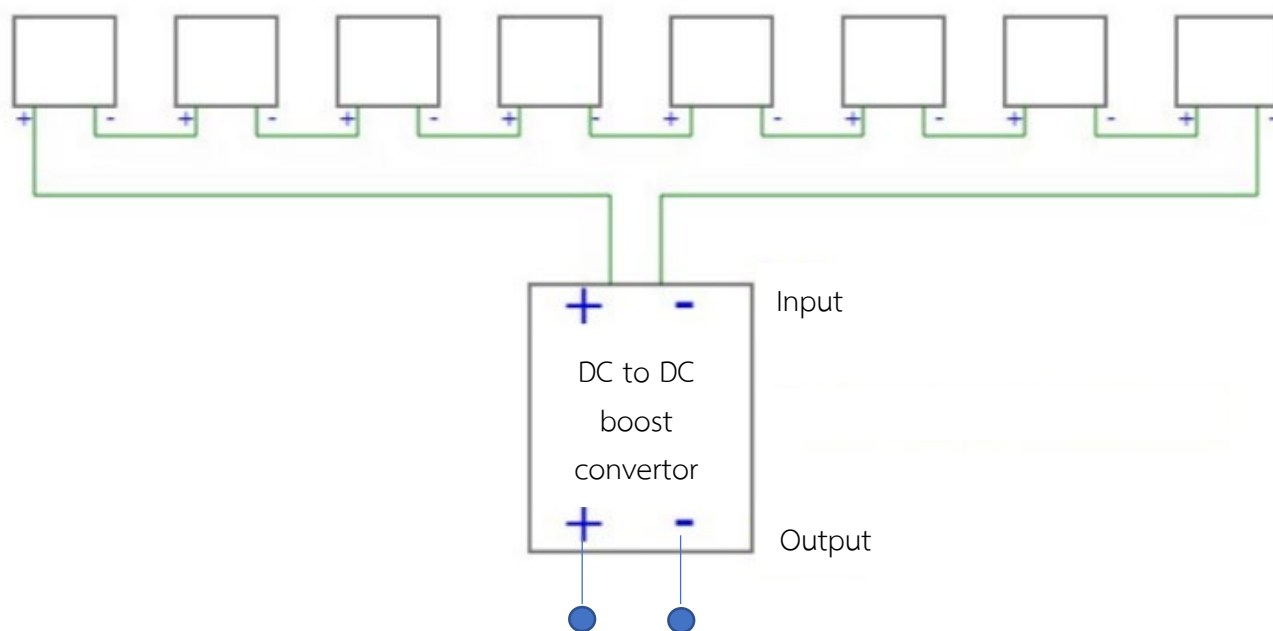 + - + - + - + - + - + - + - + -
+ -
Input
DC to DC
boost
convertor
+ -
Output